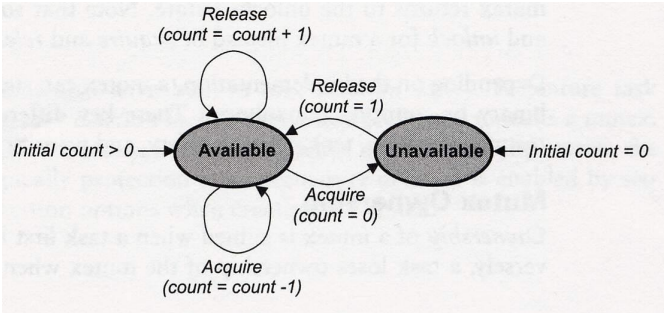 Release
(count = count + 1)
Release
(count = 1)
Initial count > 0
Available
Unavailable
Initial count = 0
Acquire
(count = 0)
Acquire
(count = count -1)